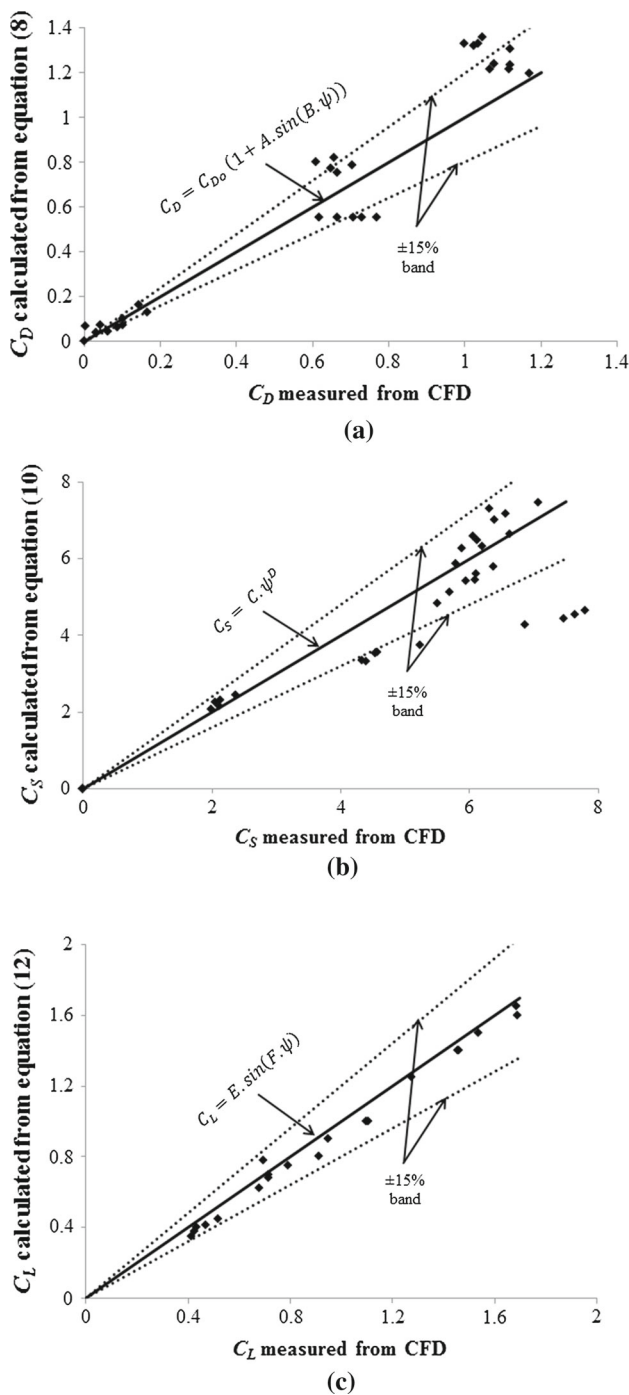 C_D calculated from equation (8)
1.4
1.2
1
0.8
0.6
0.4
0.2
0
C_D = C_Do (1 + A.sin(B.ψ))
±15%
band
0 0.2 0.4 0.6 0.8 1 1.2 1.4
C_D measured from CFD
(a)
C_S calculated from equation (10)
8
6
4
2
0
C_S = C.ψ^D
±15%
band
0 2 4 6 8
C_S measured from CFD
(b)
C_L calculated from equation (12)
2
1.6
1.2
0.8
0.4
0
C_L = E.sin(F.ψ)
±15%
band
0 0.4 0.8 1.2 1.6 2
C_L measured from CFD
(c)